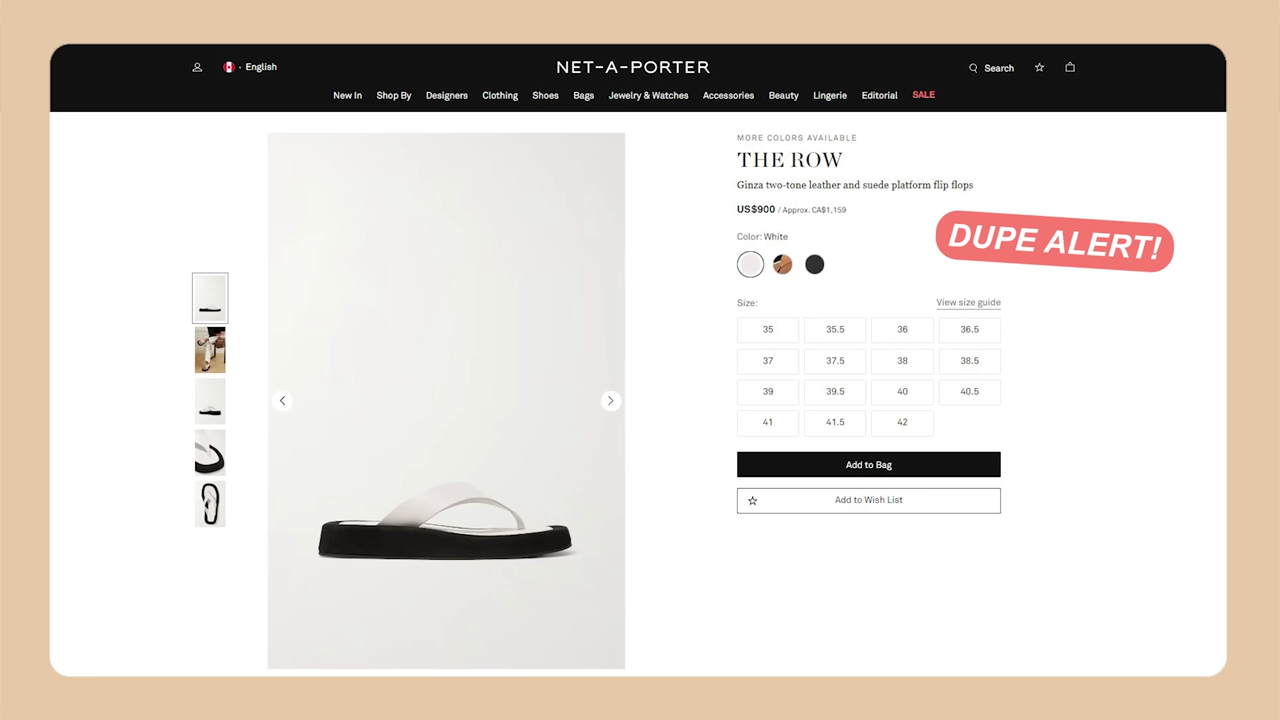 English
NET-A-PORTER
Search
New In Shop By Designers Clothing Shoes Bags Jewelry & Watches Accessories Beauty Lingerie Editorial SALE
MORE COLORS AVAILABLE
THE ROW
Ginza two-tone leather and suede platform flip flops
US$900 / Approx. CA$1,159
DUPE ALERT!
Color: White
Size: View size guide
35 35.5 36 36.5
37 37.5 38 38.5
39 39.5 40 40.5
41 41.5 42
Add to Bag
Add to Wish List